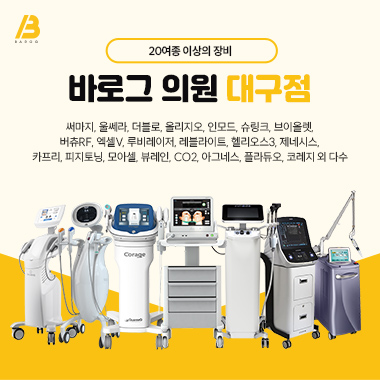 B
BAROG
20여종 이상의 장비
바로그 의원 대구점
써마지, 울쎄라, 더블로, 올리지오, 인모드, 슈링크, 브이올렛,
버츄RF, 엑셀V, 루비레이저, 레블라이트, 헬리오스3, 제네시스,
카프리, 피지토닝, 모아셀, 뷰레인, CO2, 아그네스, 플라듀오, 코레지 외 다수
Corage